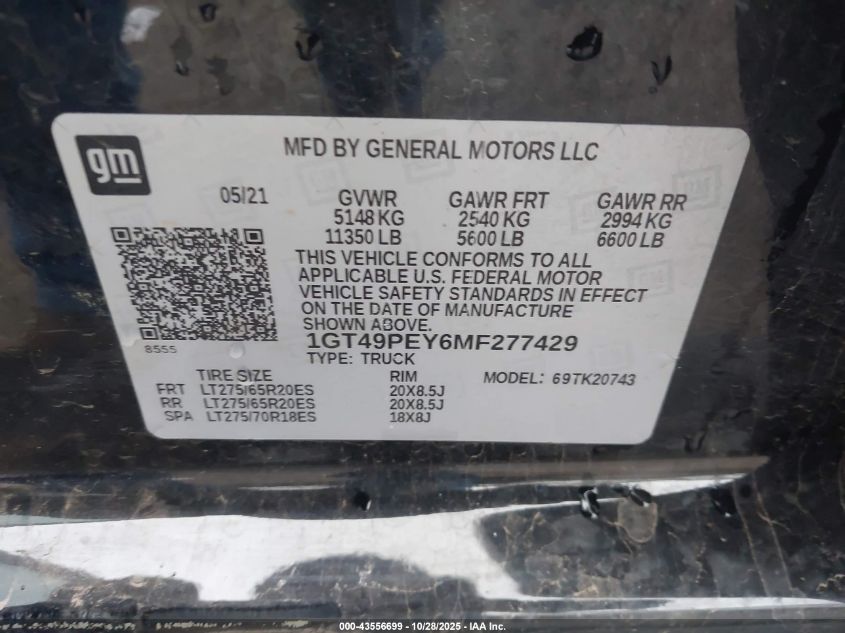 gm
MFD BY GENERAL MOTORS LLC
05/21 GVWR GAWR FRT GAWR RR
5148 KG 2540 KG 2994 KG
11350 LB 5600 LB 6600 LB
THIS VEHICLE CONFORMS TO ALL
APPLICABLE U.S. FEDERAL MOTOR
VEHICLE SAFETY STANDARDS IN EFFECT
ON THE DATE OF MANUFACTURE
SHOWN ABOVE.
8555
1GT49PEY6MF277429
TYPE: TRUCK
TIRE SIZE RIM MODEL: 69TK20743
FRT LT275/65R20ES 20X8.5J
RR LT275/65R20ES 20X8.5J
SPA LT275/70R18ES 18X8J
000-43556699 - 10/28/2025 - IAA Inc.